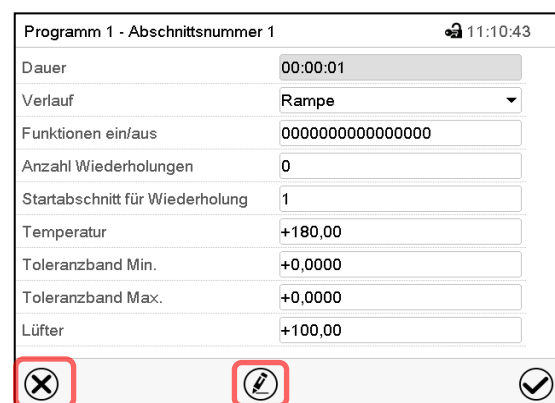 Programm 1 - Abschnittsnummer 1 11:10:43
Dauer 00:00:01
Verlauf Rampe
Funktionen ein/aus 0000000000000000
Anzahl Wiederholungen 0
Startabschnitt für Wiederholung 1
Temperatur +180,00
Toleranzband Min. +0,0000
Toleranzband Max. +0,0000
Lüfter +100,00